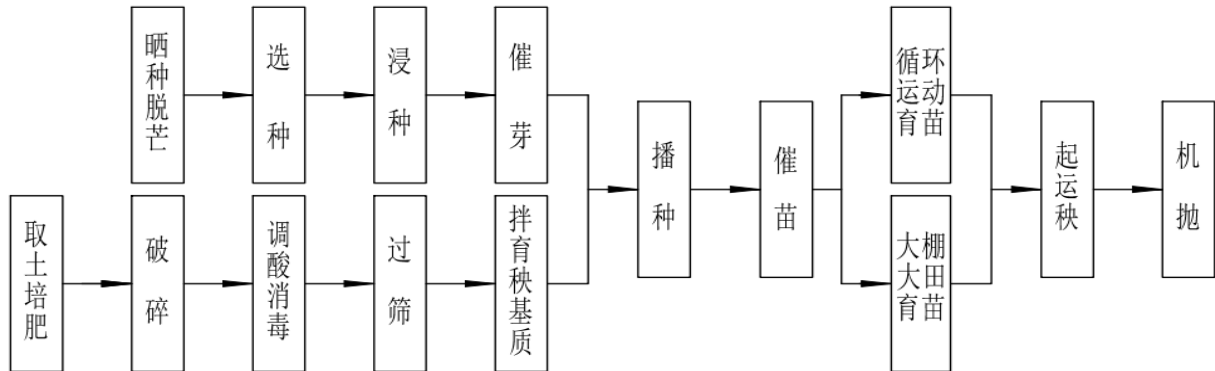 晒种脱芒
选种
浸种
催芽
取土培肥
破碎
调酸消毒
过筛
拌育秧基质
播种
催苗
循环
运动
育苗
大棚
大田
育苗
起运秧
机抛